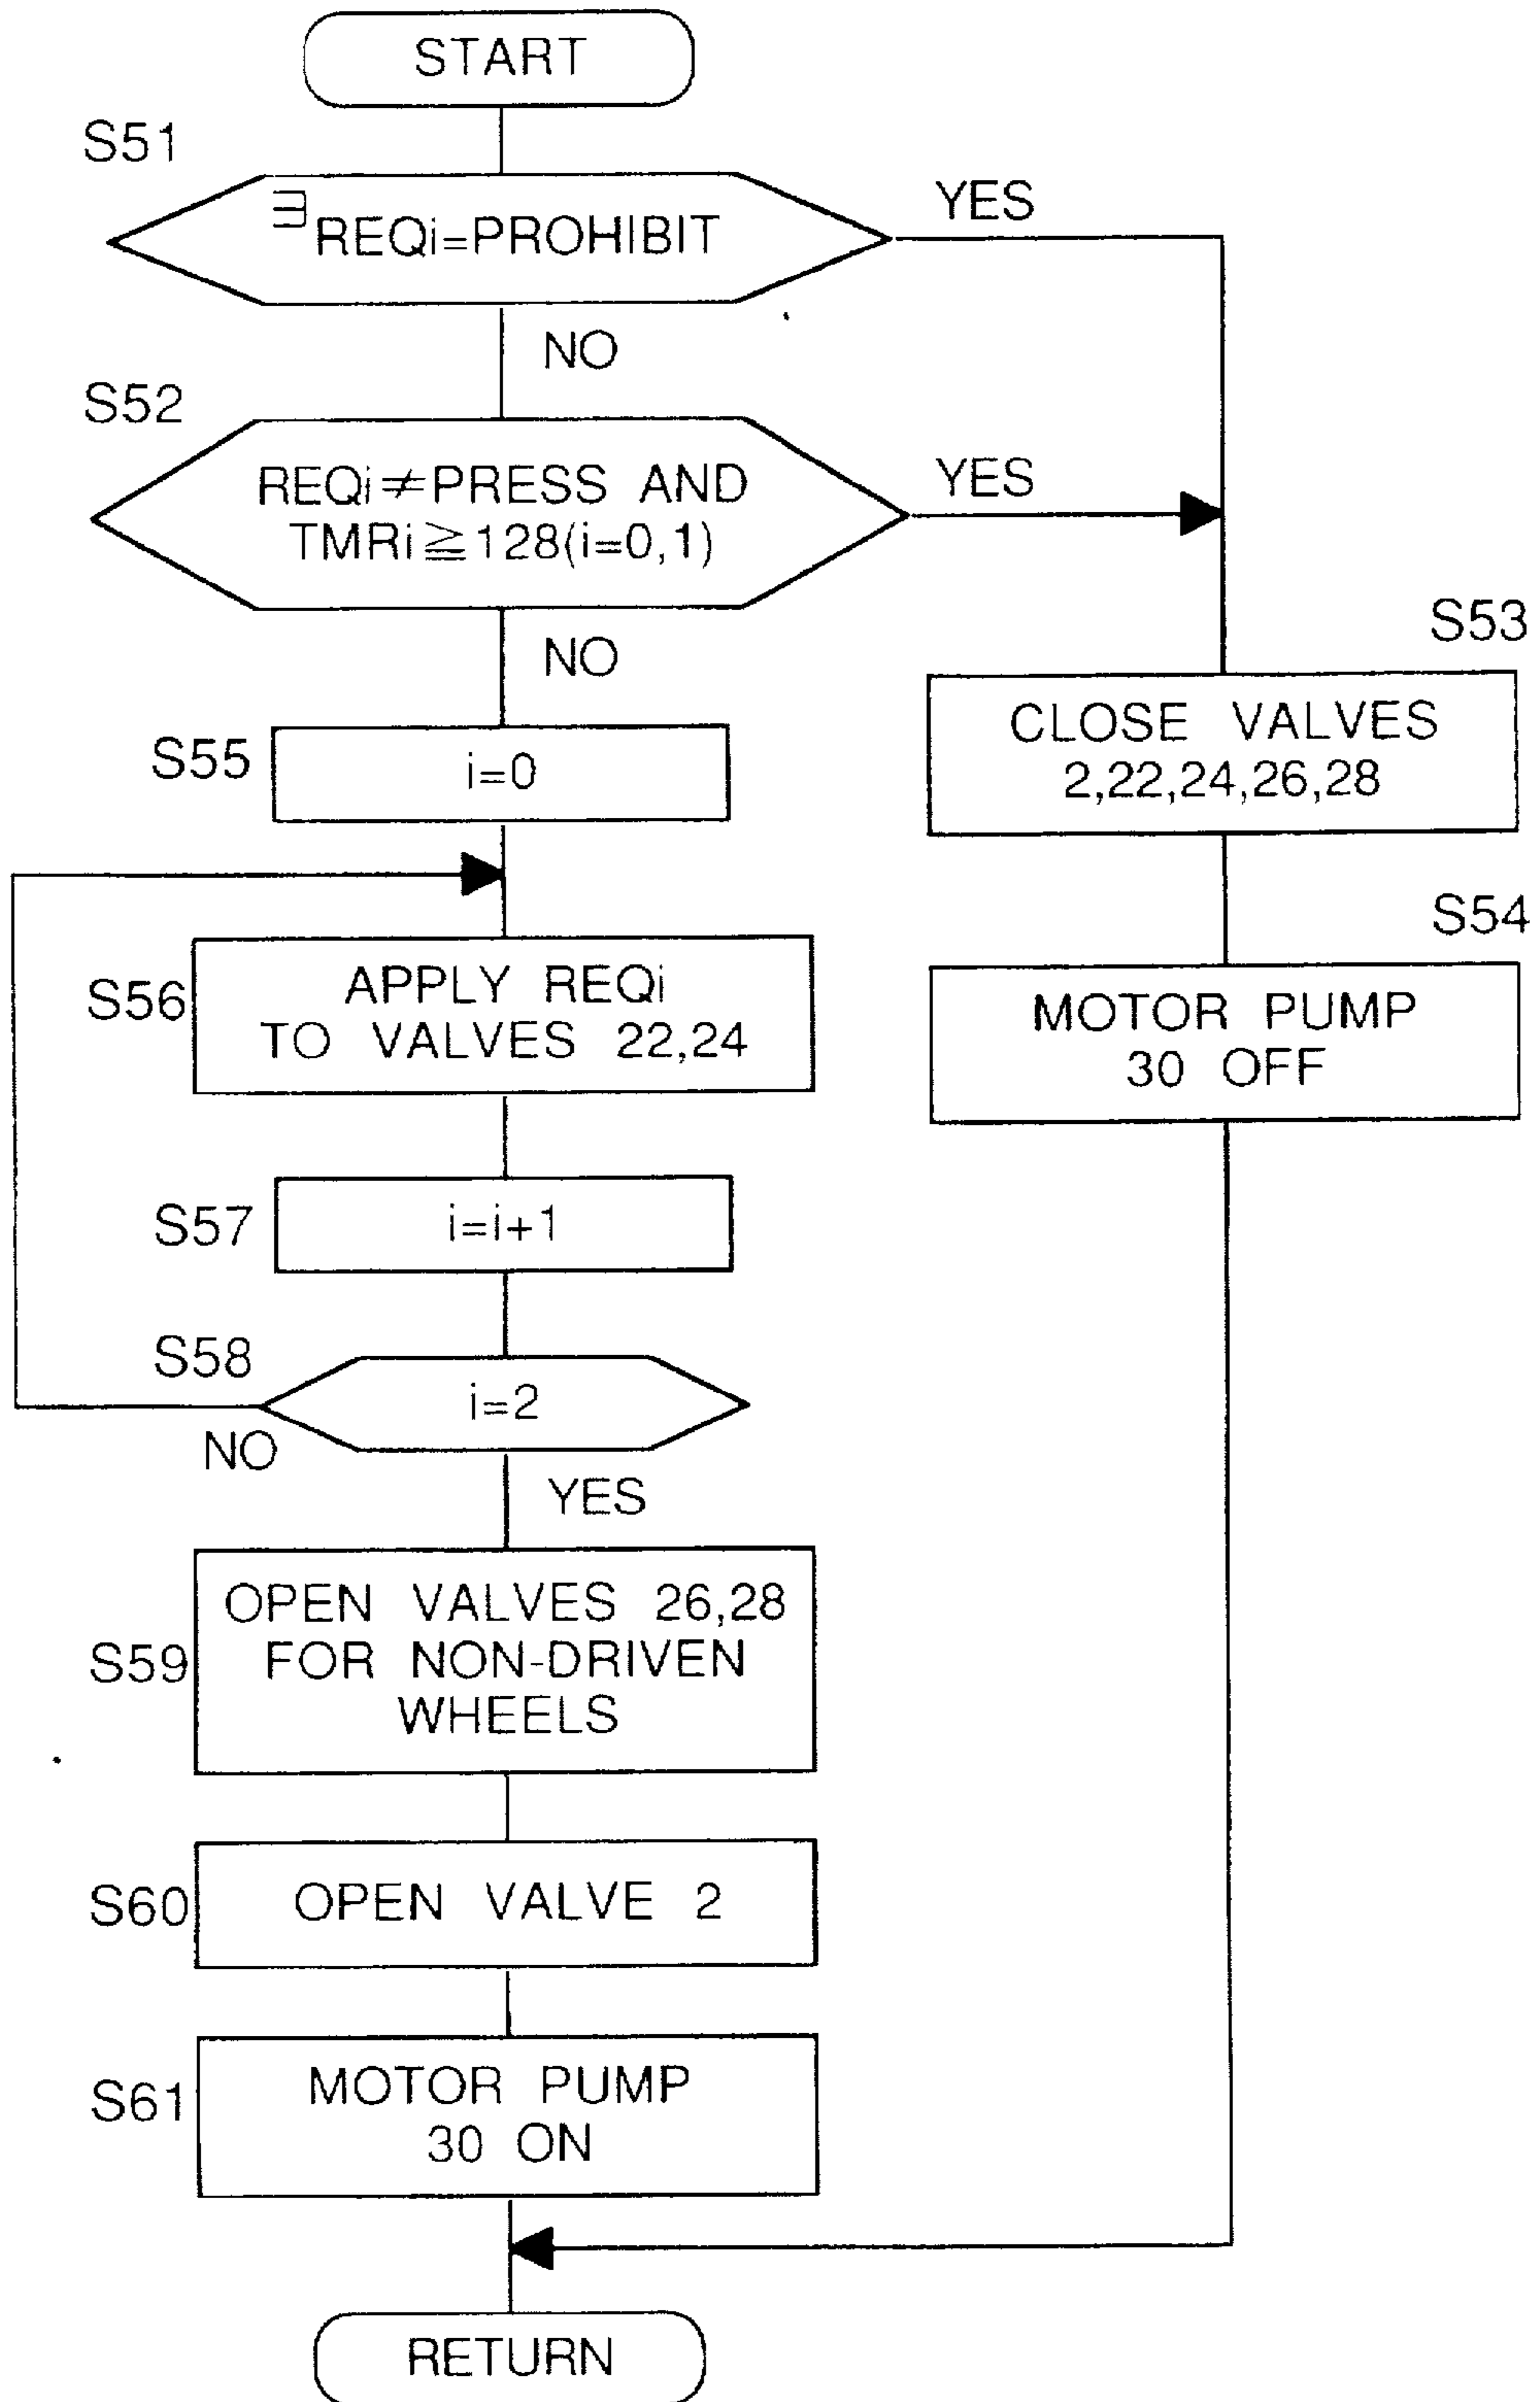 START
S51
∃REQi=PROHIBIT
YES
NO
S52
REQi≠PRESS AND
TMRi≧128(i=0,1)
YES
NO
S53
CLOSE VALVES
2,22,24,26,28
S54
MOTOR PUMP
30 OFF
S55
i=0
S56
APPLY REQi
TO VALVES 22,24
S57
i=i+1
S58
i=2
NO
YES
S59
OPEN VALVES 26,28
FOR NON-DRIVEN
WHEELS
S60
OPEN VALVE 2
S61
MOTOR PUMP
30 ON
RETURN